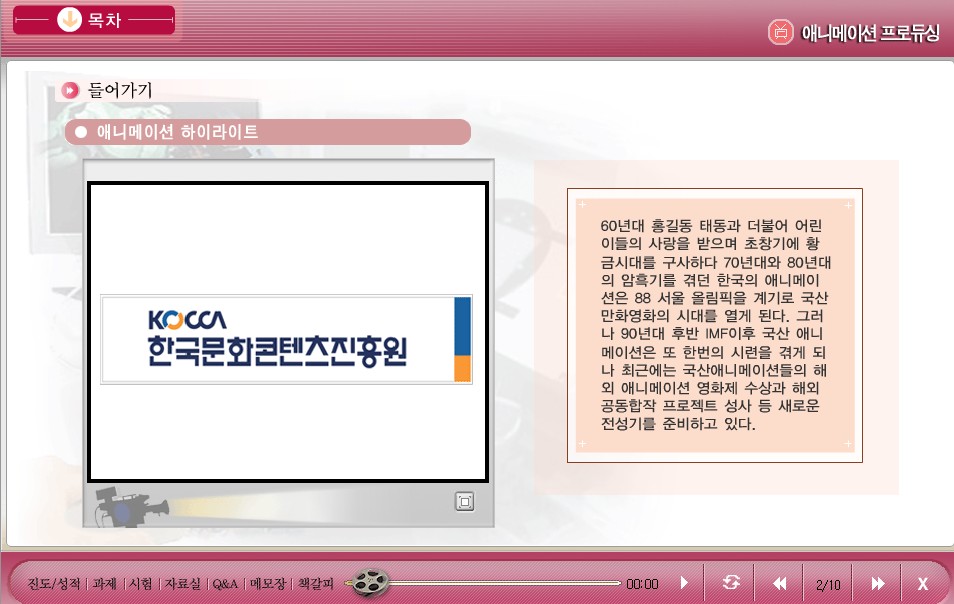 목차
애니메이션 프로듀싱
들어가기
애니메이션 하이라이트
KOCCA
한국문화콘텐츠진흥원
60년대 홍길동 태동과 더불어 어린
이들의 사랑을 받으며 초창기에 황
금시대를 구사하다 70년대와 80년대
의 암흑기를 겪던 한국의 애니메이
션은 88 서울 올림픽을 계기로 국산
만화영화의 시대를 열게 된다. 그러
나 90년대 후반 IMF이후 국산 애니
메이션은 또 한번의 시련을 겪게 되
나 최근에는 국산애니메이션들의 해
외 애니메이션 영화제 수상과 해외
공동합작 프로젝트 성사 등 새로운
전성기를 준비하고 있다.
진도/성적 | 과제 | 시험 | 자료실 | Q&A | 메모장 | 책갈피 00:00 2/10 X